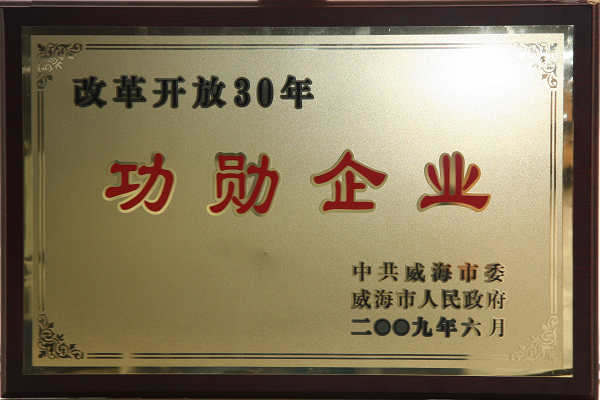 改革开放30年
功勋企业
中共威海市委
威海市人民政府
二〇〇九年六月